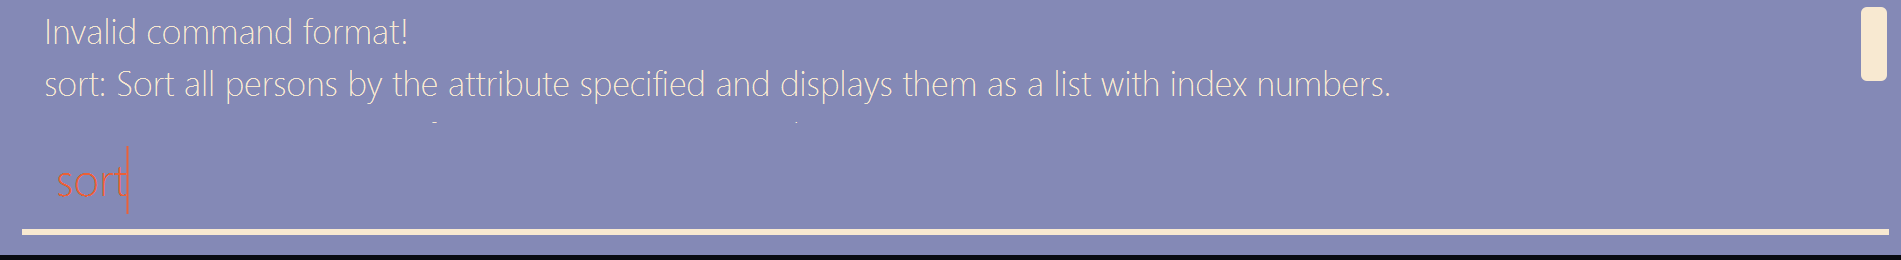 Invalid command format!
sort: Sort all persons by the attribute specified and displays them as a list with index numbers.
sort